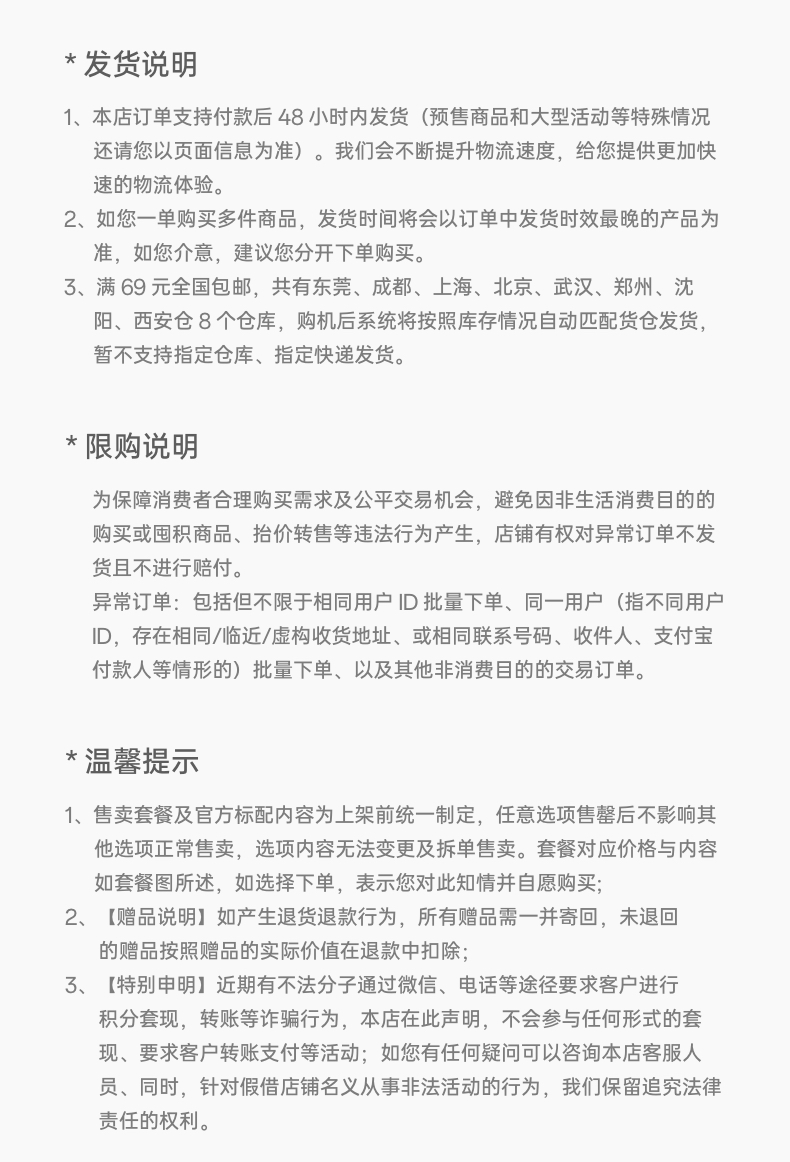 * 发货说明
1、本店订单支持付款后 48 小时内发货（预售商品和大型活动等特殊情况
还请您以页面信息为准）。我们会不断提升物流速度，给您提供更加快
速的物流体验。
2、如您一单购买多件商品，发货时间将会以订单中发货时效最晚的产品为
准，如您介意，建议您分开下单购买。
3、满 69 元全国包邮，共有东莞、成都、上海、北京、武汉、郑州、沈
阳、西安仓 8 个仓库，购机后系统将按照库存情况自动匹配货仓发货，
暂不支持指定仓库、指定快递发货。
* 限购说明
为保障消费者合理购买需求及公平交易机会，避免因非生活消费目的的
购买或囤积商品、抬价转售等违法行为产生，店铺有权对异常订单不发
货且不进行赔付。
异常订单：包括但不限于相同用户 ID 批量下单、同一用户（指不同用户
ID，存在相同/临近/虚构收货地址、或相同联系号码、收件人、支付宝
付款人等情形的）批量下单、以及其他非消费目的的交易订单。
* 温馨提示
1、售卖套餐及官方标配内容为上架前统一制定，任意选项售罄后不影响其
他选项正常售卖，选项内容无法变更及拆单售卖。套餐对应价格与内容
如套餐图所述，如选择下单，表示您对此知情并自愿购买；
2、【赠品说明】如产生退货退款行为，所有赠品需一并寄回，未退回
的赠品按照赠品的实际价值在退款中扣除；
3、【特别申明】近期有不法分子通过微信、电话等途径要求客户进行
积分套现，转账等诈骗行为，本店在此声明，不会参与任何形式的套
现、要求客户转账支付等活动；如您有任何疑问可以咨询本店客服人
员、同时，针对假借店铺名义从事非法活动的行为，我们保留追究法律
责任的权利。